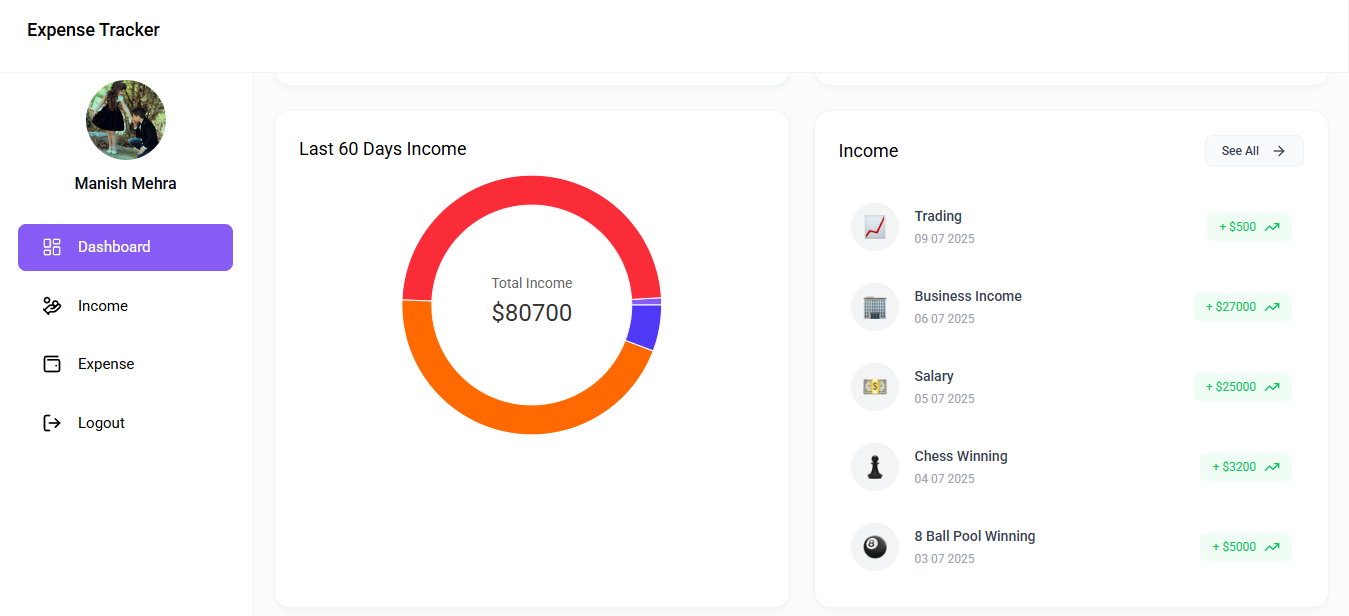 Expense Tracker
Manish Mehra
Dashboard
Income
Expense
Logout
Last 60 Days Income
Total Income
$80700
Income
See All
Trading
09 07 2025
+ $500
Business Income
06 07 2025
+ $27000
Salary
05 07 2025
+ $25000
Chess Winning
04 07 2025
+ $3200
8 Ball Pool Winning
03 07 2025
+ $5000